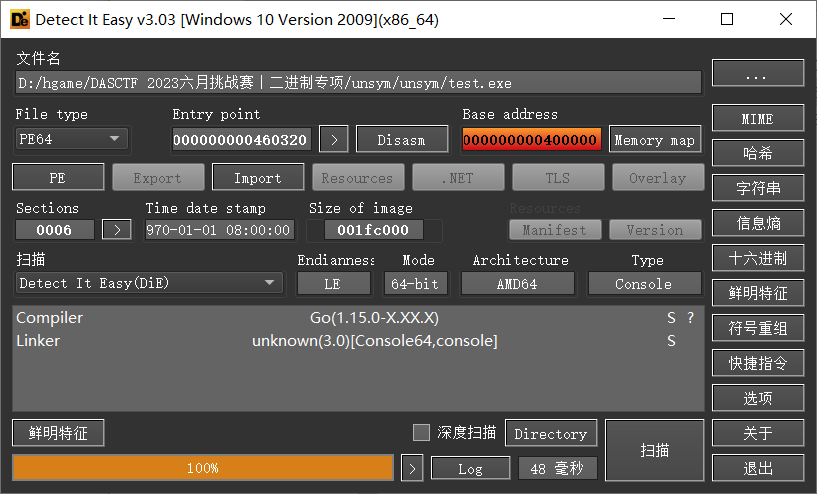 Detect It Easy v3.03 [Windows 10 Version 2009](x86_64)
文件名
D:/hgame/DASCTF 2023六月挑战赛丨二进制专项/unsym/unsym/test.exe
...
File type
Entry point
Base address
PE64
000000000460320
>
Disasm
000000000400000
Memory map
MIME
哈希
PE
Export
Import
Resources
.NET
TLS
Overlay
字符串
Sections
Time date stamp
Size of image
Resources
0006
>
970-01-01 08:00:00
001fc000
Manifest
Version
信息熵
扫描
Endianness
Mode
Architecture
Type
十六进制
Detect It Easy(DiE)
LE
64-bit
AMD64
Console
鲜明特征
Compiler
Go(1.15.0-X.XX.X)
S ?
符号重组
Linker
unknown(3.0)[Console64,console]
S
快捷指令
选项
鲜明特征
深度扫描
Directory
扫描
关于
100%
>
Log
48 毫秒
退出